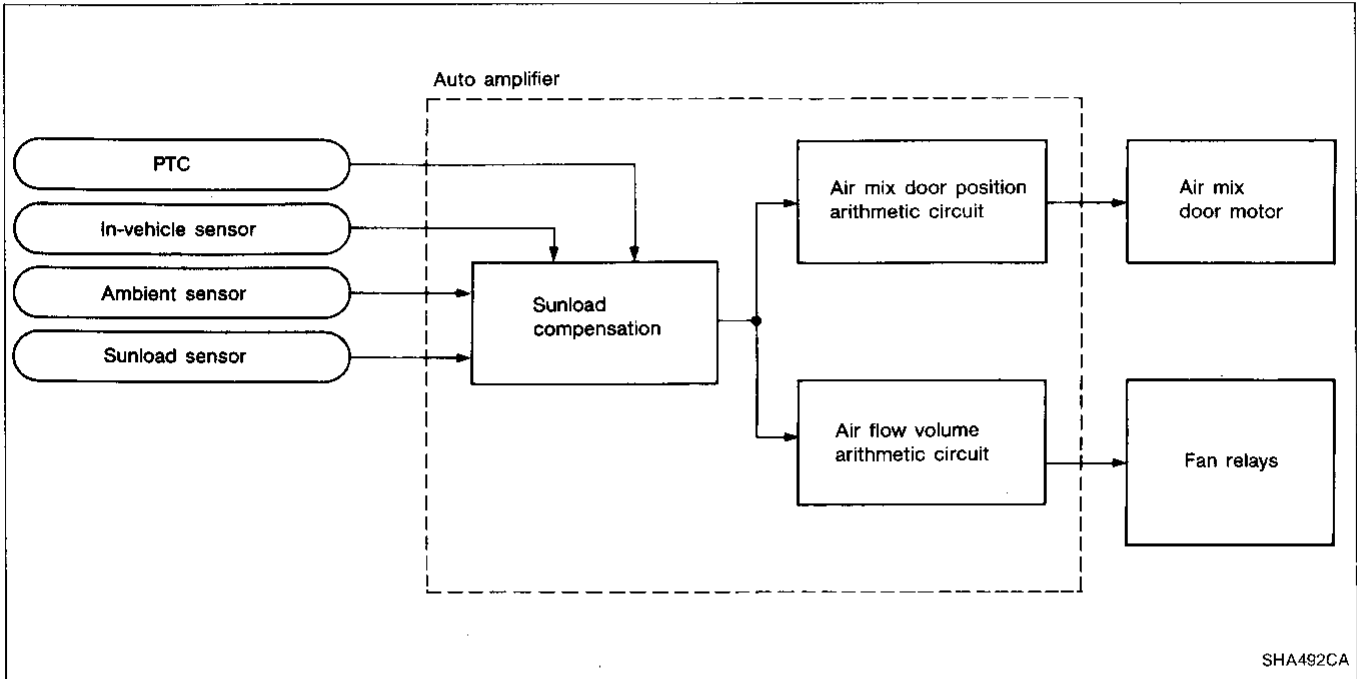 Auto amplifier
PTC
In-vehicle sensor
Ambient sensor
Sunload sensor
Sunload
compensation
Air mix door position
arithmetic circuit
Air mix
door motor
Air flow volume
arithmetic circuit
Fan relays
SHA492CA